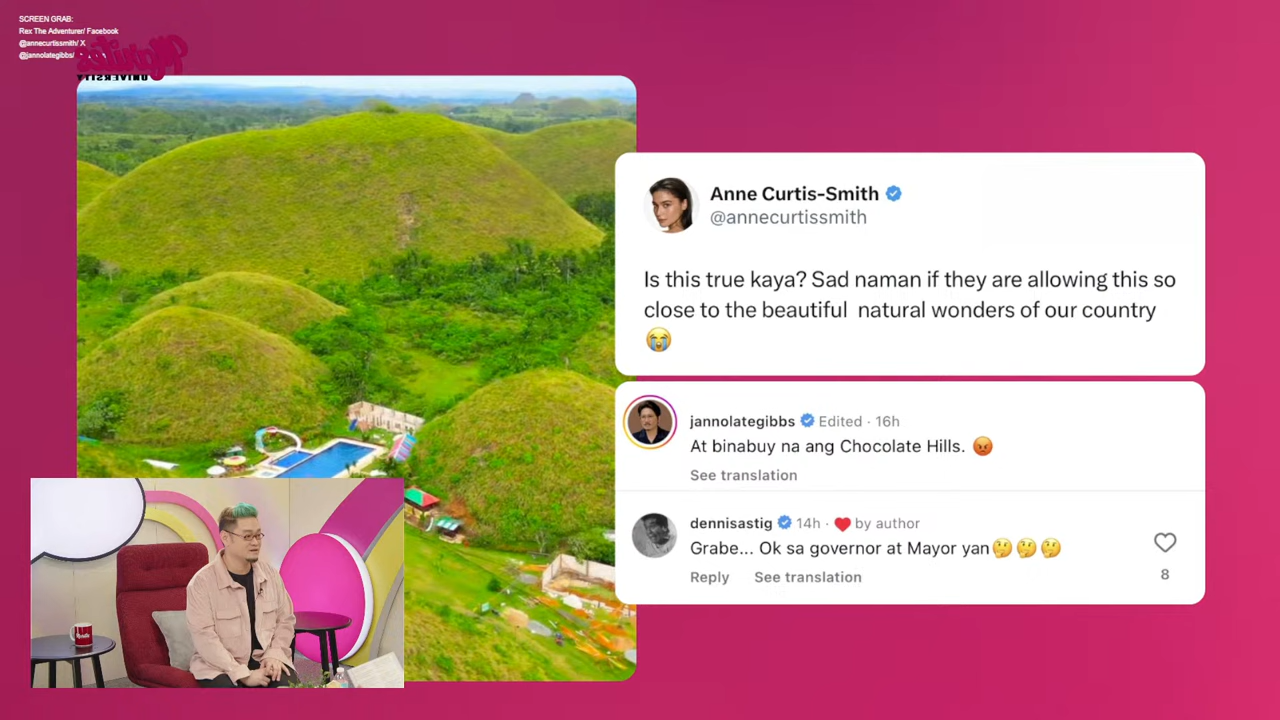 SCREEN GRAB:
Rex The Adventurer/ Facebook
@annecurtissmith/ X
@jannolategibbs/
UNIVERSITY
Anne Curtis-Smith
@annecurtissmith
Is this true kaya? Sad naman if they are allowing this so
close to the beautiful natural wonders of our country
😭
jannolategibbs Edited · 16h
At binabuy na ang Chocolate Hills. 😡
See translation
dennisastig 14h · ❤️ by author
Grabe... Ok sa governor at Mayor yan🤔🤔🤔
Reply See translation
8